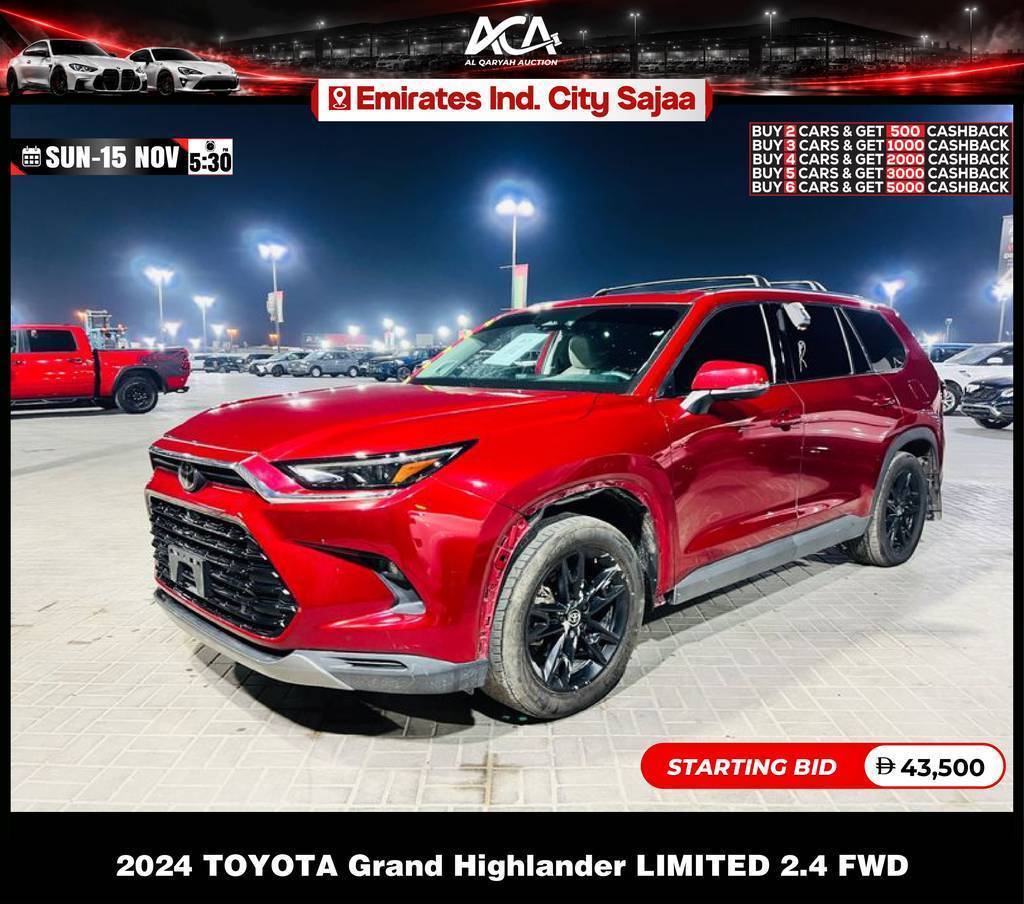 ACA
AL QARYAH AUCTION
Emirates Ind. City Sajaa
SUN-15 NOV 5:30 PM
BUY 2 CARS & GET 500 CASHBACK
BUY 3 CARS & GET 1000 CASHBACK
BUY 4 CARS & GET 2000 CASHBACK
BUY 5 CARS & GET 3000 CASHBACK
BUY 6 CARS & GET 5000 CASHBACK
R
STARTING BID 43,500
2024 TOYOTA Grand Highlander LIMITED 2.4 FWD